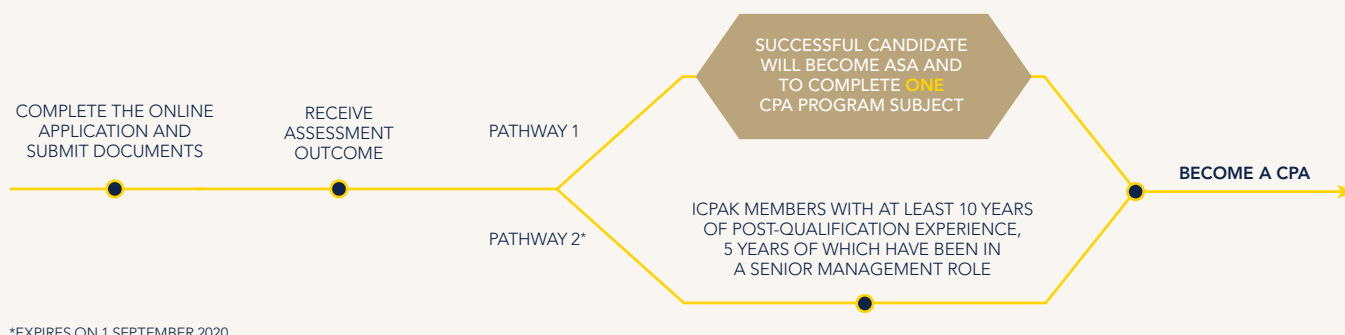 COMPLETE THE ONLINE
APPLICATION AND
SUBMIT DOCUMENTS
RECEIVE
ASSESSMENT
OUTCOME
PATHWAY 1
SUCCESSFUL CANDIDATE
WILL BECOME ASA AND
TO COMPLETE ONE
CPA PROGRAM SUBJECT
PATHWAY 2*
ICPAK MEMBERS WITH AT LEAST 10 YEARS
OF POST-QUALIFICATION EXPERIENCE,
5 YEARS OF WHICH HAVE BEEN IN
A SENIOR MANAGEMENT ROLE
BECOME A CPA
*EXPIRES ON 1 SEPTEMBER 2020